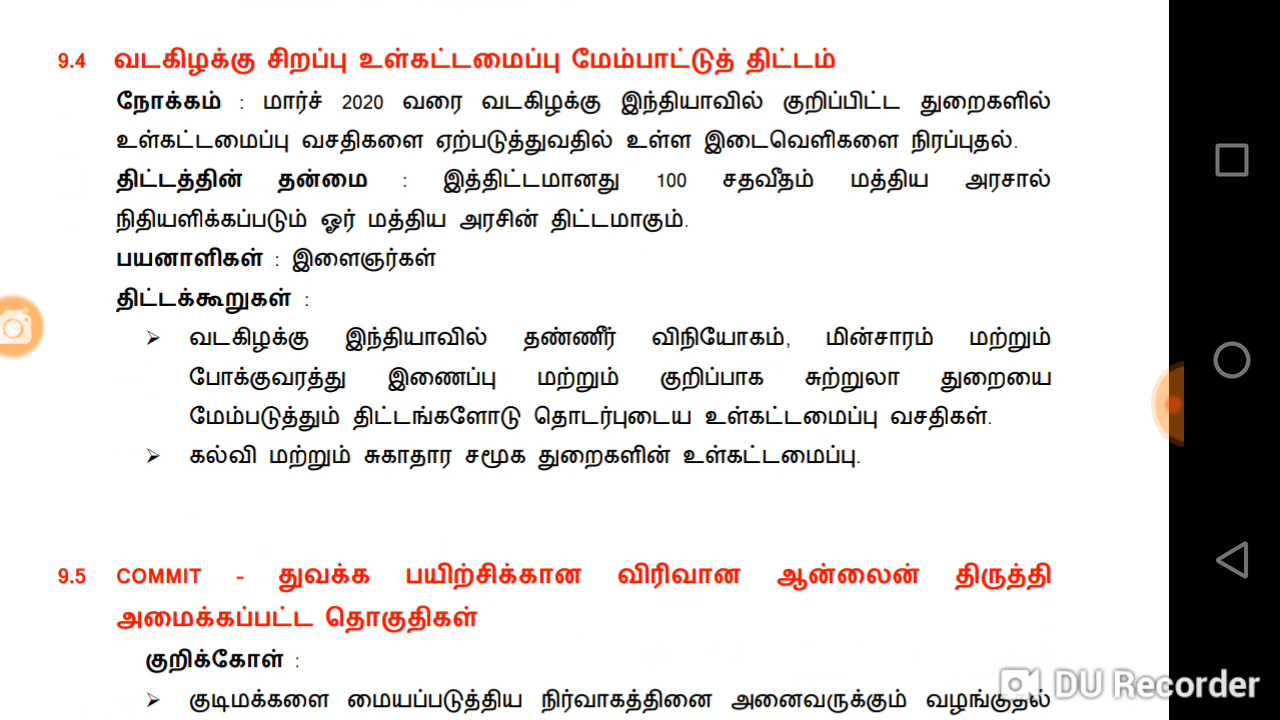 9.4 வடகிழக்கு சிறப்பு உள்கட்டமைப்பு மேம்பாட்டுத் திட்டம்
நோக்கம் : மார்ச் 2020 வரை வடகிழக்கு இந்தியாவில் குறிப்பிட்ட துறைகளில்
உள்கட்டமைப்பு வசதிகளை ஏற்படுத்துவதில் உள்ள இடைவெளிகளை நிரப்புதல்.
திட்டத்தின் தன்மை : இத்திட்டமானது 100 சதவீதம் மத்திய அரசால்
நிதியளிக்கப்படும் ஓர் மத்திய அரசின் திட்டமாகும்.
பயனாளிகள் : இளைஞர்கள்
திட்டக்கூறுகள் :
➢ வடகிழக்கு இந்தியாவில் தண்ணீர் விநியோகம், மின்சாரம் மற்றும்
போக்குவரத்து இணைப்பு மற்றும் குறிப்பாக சுற்றுலா துறையை
மேம்படுத்தும் திட்டங்களோடு தொடர்புடைய உள்கட்டமைப்பு வசதிகள்.
➢ கல்வி மற்றும் சுகாதார சமூக துறைகளின் உள்கட்டமைப்பு.
9.5 COMMIT - துவக்க பயிற்சிக்கான விரிவான ஆன்லைன் திருத்தி
அமைக்கப்பட்ட தொகுதிகள்
குறிக்கோள் :
➢ குடிமக்களை மையப்படுத்திய நிர்வாகத்தினை அனைவருக்கும் வழங்குதல்
DU Recorder